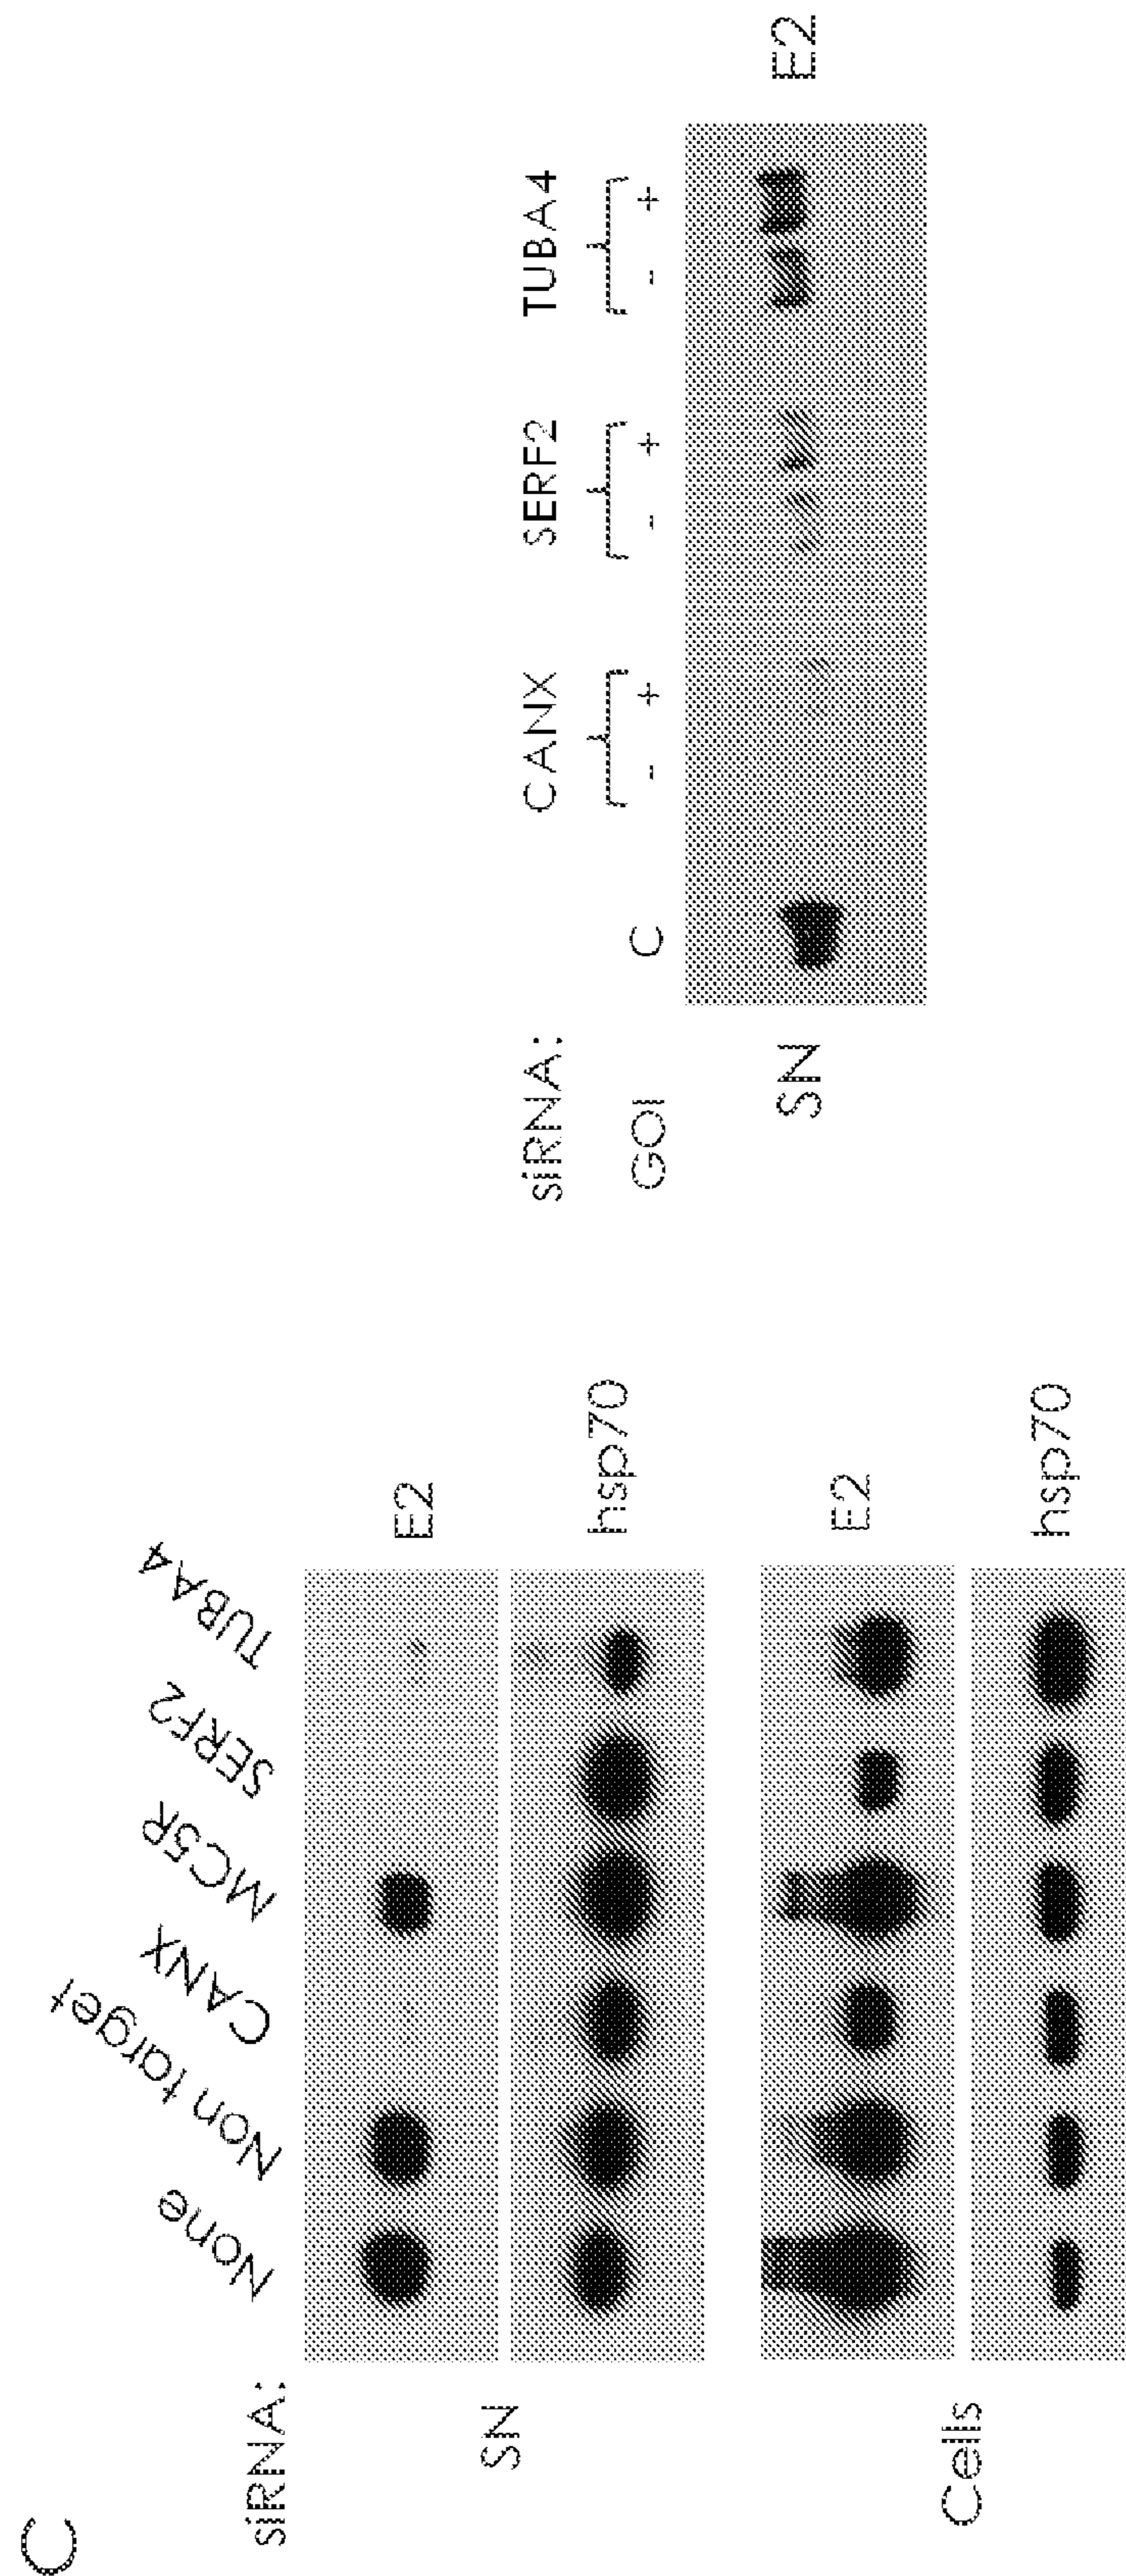 C
siRNA: None Non target CANX MC5R SERF2 TUBA4
SN E2
hsp70
Cells E2
hsp70
siRNA: CANX SERF2 TUBA4
GOI C - + - + - +
SN E2